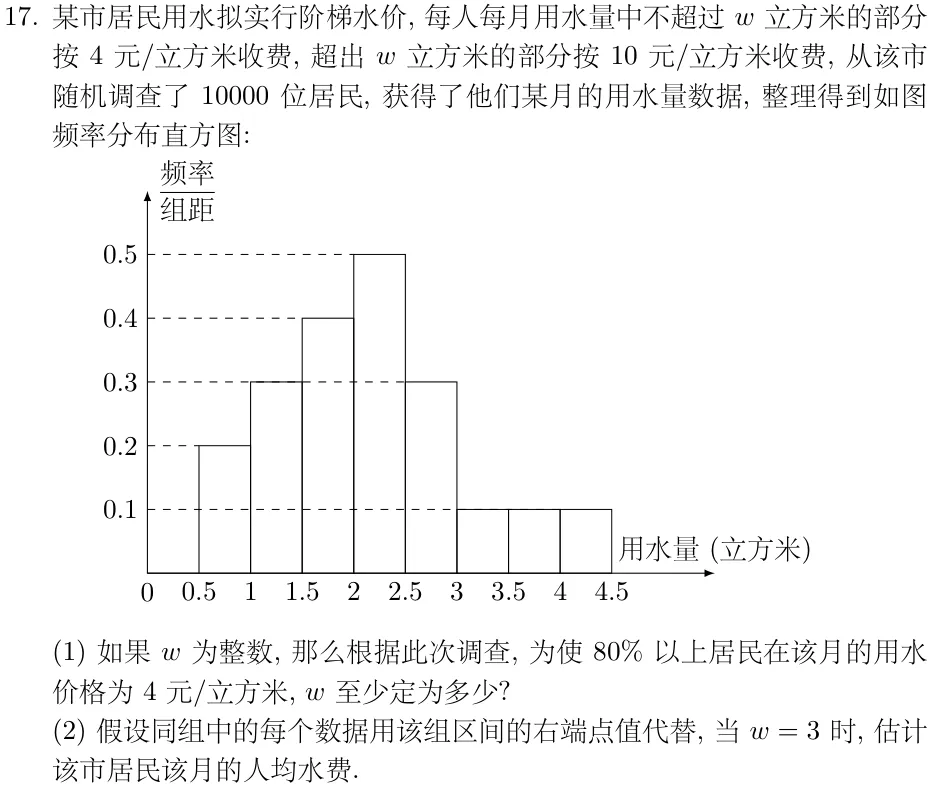 17. 某市居民用水拟实行阶梯水价, 每人每月用水量中不超过 w 立方米的部分
按 4 元/立方米收费, 超出 w 立方米的部分按 10 元/立方米收费, 从该市
随机调查了 10000 位居民, 获得了他们某月的用水量数据, 整理得到如图
频率分布直方图:
频率
组距
0.5
0.4
0.3
0.2
0.1
用水量 (立方米)
0 0.5 1 1.5 2 2.5 3 3.5 4 4.5
(1) 如果 w 为整数, 那么根据此次调查, 为使 80% 以上居民在该月的用水
价格为 4 元/立方米, w 至少定为多少?
(2) 假设同组中的每个数据用该组区间的右端点值代替, 当 w = 3 时, 估计
该市居民该月的人均水费.